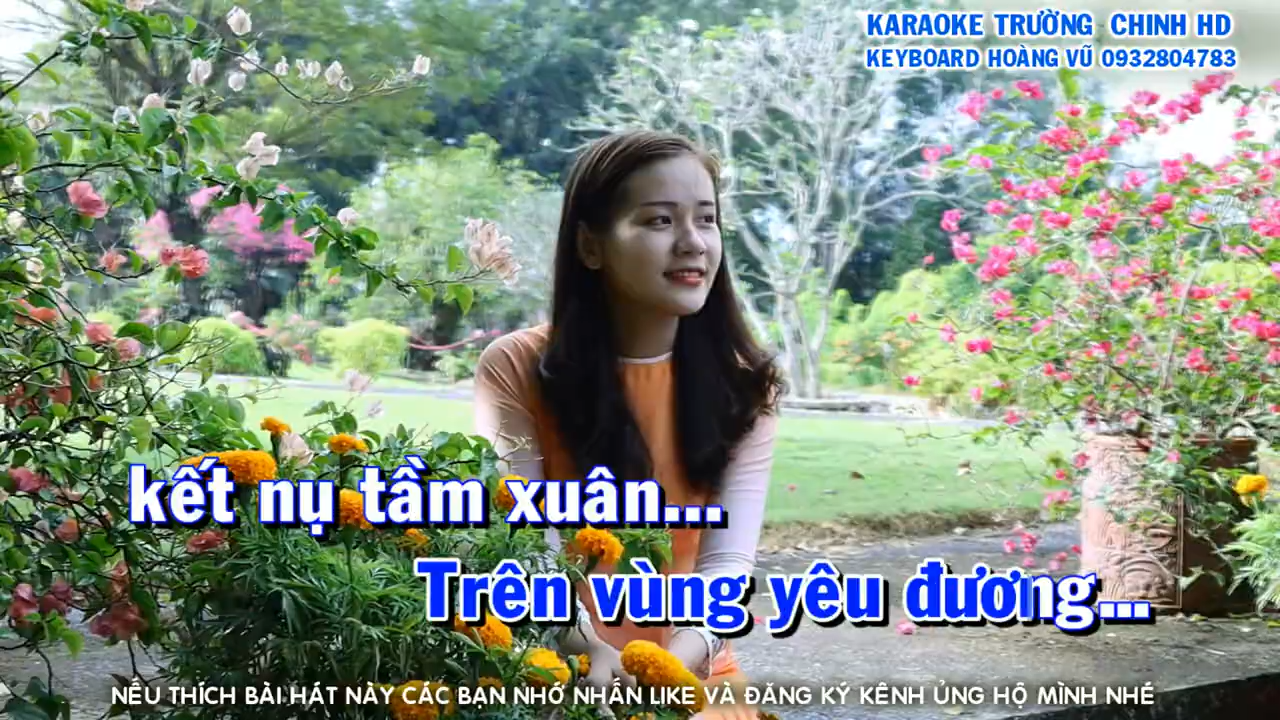 KARAOKE TRƯỜNG CHINH HD
KEYBOARD HOÀNG VŨ 0932804783
kết nụ tầm xuân...
Trên vùng yêu đương...
NẾU THÍCH BÀI HÁT NÀY CÁC BẠN NHỚ NHẤN LIKE VÀ ĐĂNG KÝ KÊNH ỦNG HỘ MÌNH NHÉ